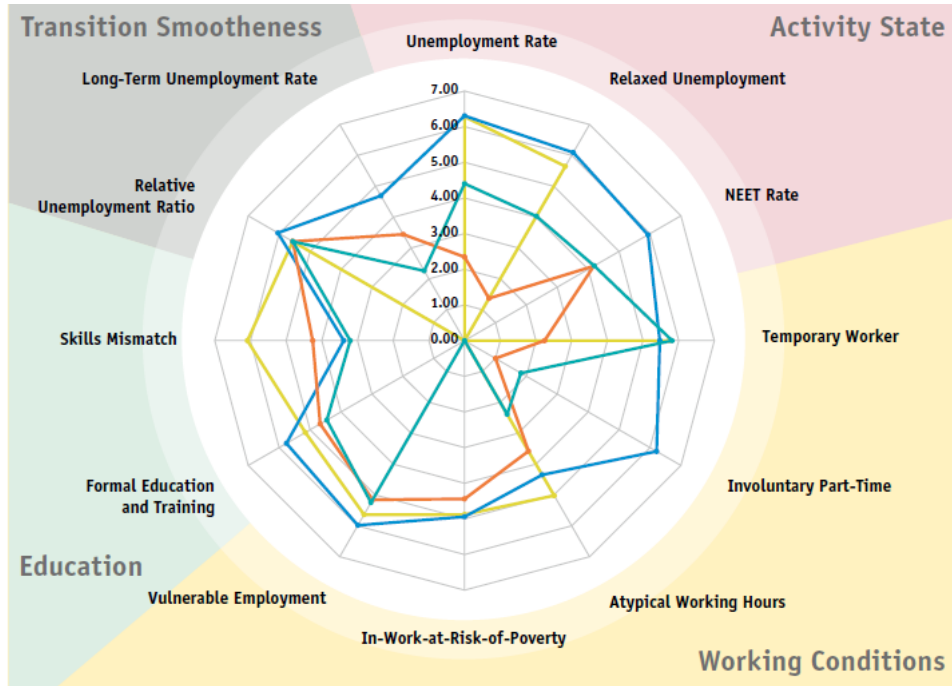 Transition Smootheness
Activity State
Unemployment Rate
Long-Term Unemployment Rate
Relaxed Unemployment
7.00
6.00
5.00
4.00
3.00
2.00
1.00
0.00
Relative
Unemployment Ratio
NEET Rate
Skills Mismatch
Temporary Worker
Formal Education
and Training
Involuntary Part-Time
Education
Vulnerable Employment
Atypical Working Hours
In-Work-at-Risk-of-Poverty
Working Conditions